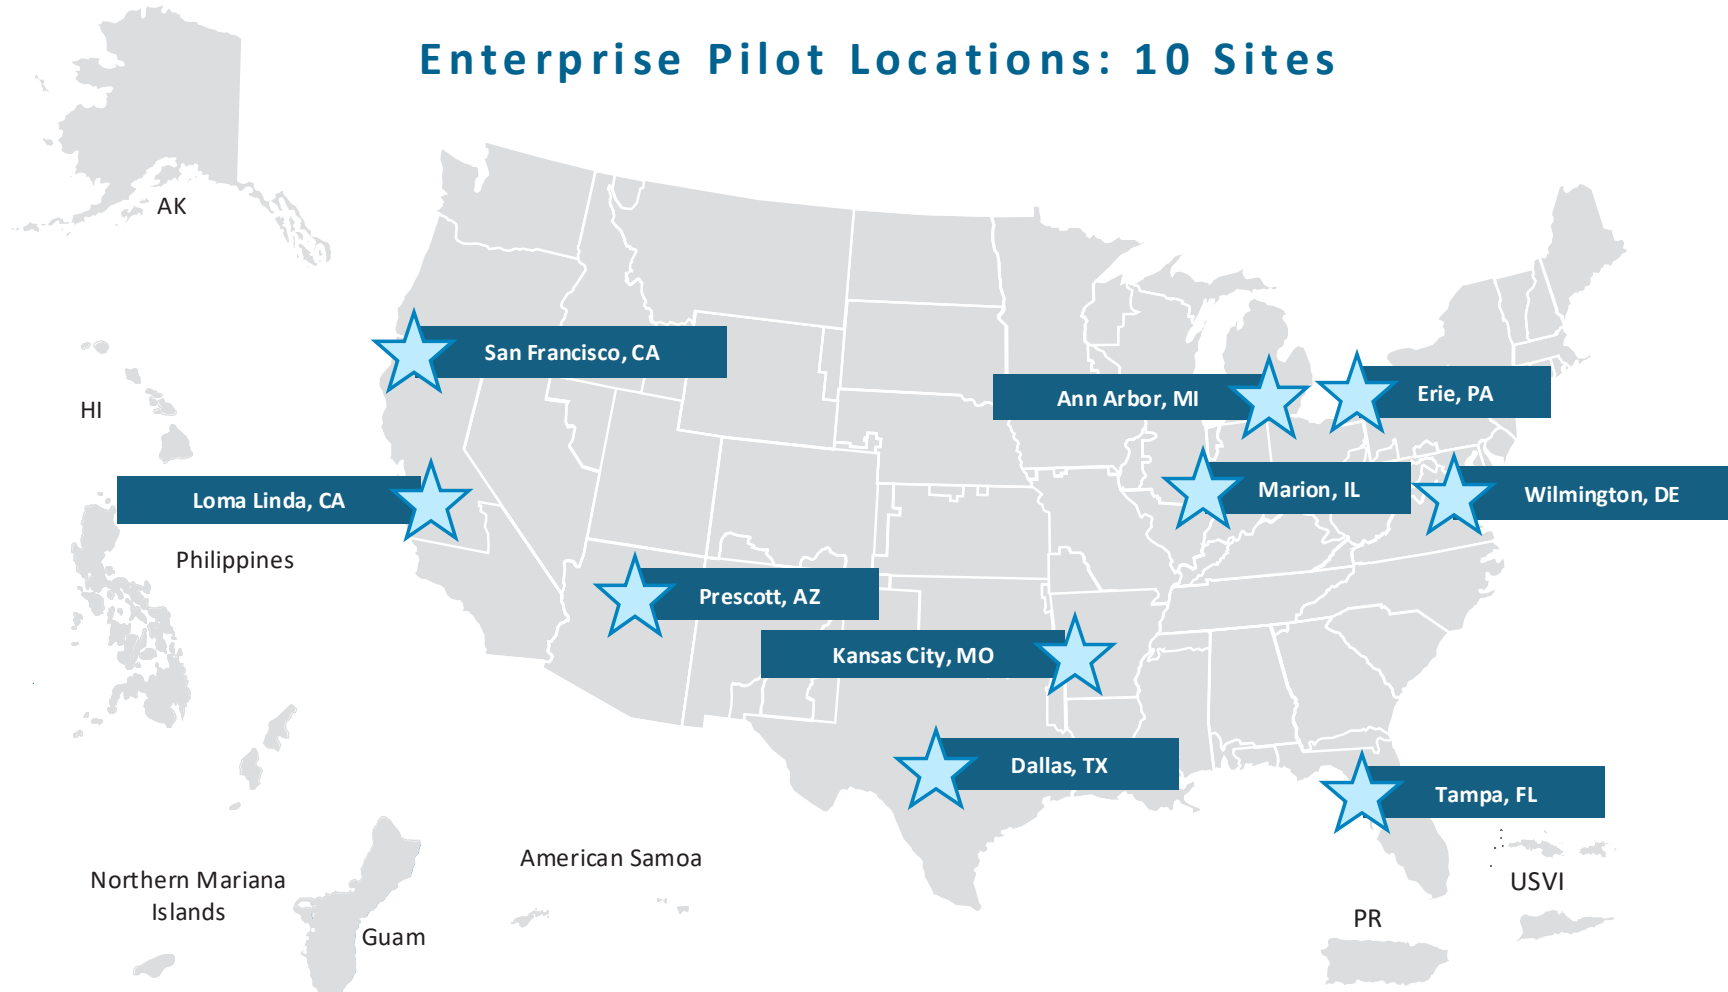 Enterprise Pilot Locations: 10 Sites
AK
San Francisco, CA
Ann Arbor, MI
Erie, PA
HI
Loma Linda, CA
Marion, IL
Wilmington, DE
Philippines
Prescott, AZ
Kansas City, MO
Dallas, TX
Tampa, FL
American Samoa
Northern Mariana
Islands
USVI
PR
Guam